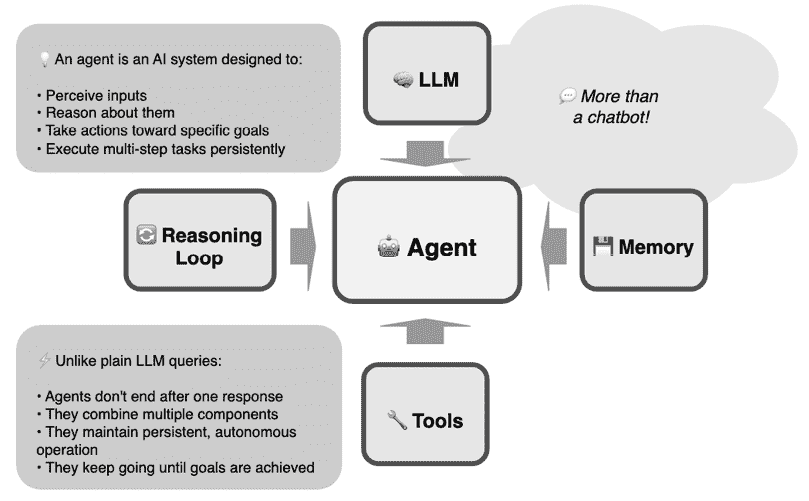 💡 An agent is an AI system designed to:
• Perceive inputs
• Reason about them
• Take actions toward specific goals
• Execute multi-step tasks persistently
🧠 LLM
💬 More than
a chatbot!
🔄 Reasoning
Loop
🤖 Agent
💾 Memory
⚡ Unlike plain LLM queries:
• Agents don't end after one response
• They combine multiple components
• They maintain persistent, autonomous
operation
• They keep going until goals are achieved
🔧 Tools